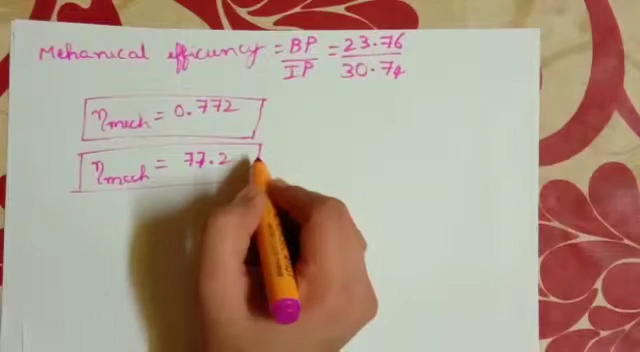 Mehanical efficiency = BP/IP = 23.76/30.74
ηmech = 0.772
ηmech = 77.2